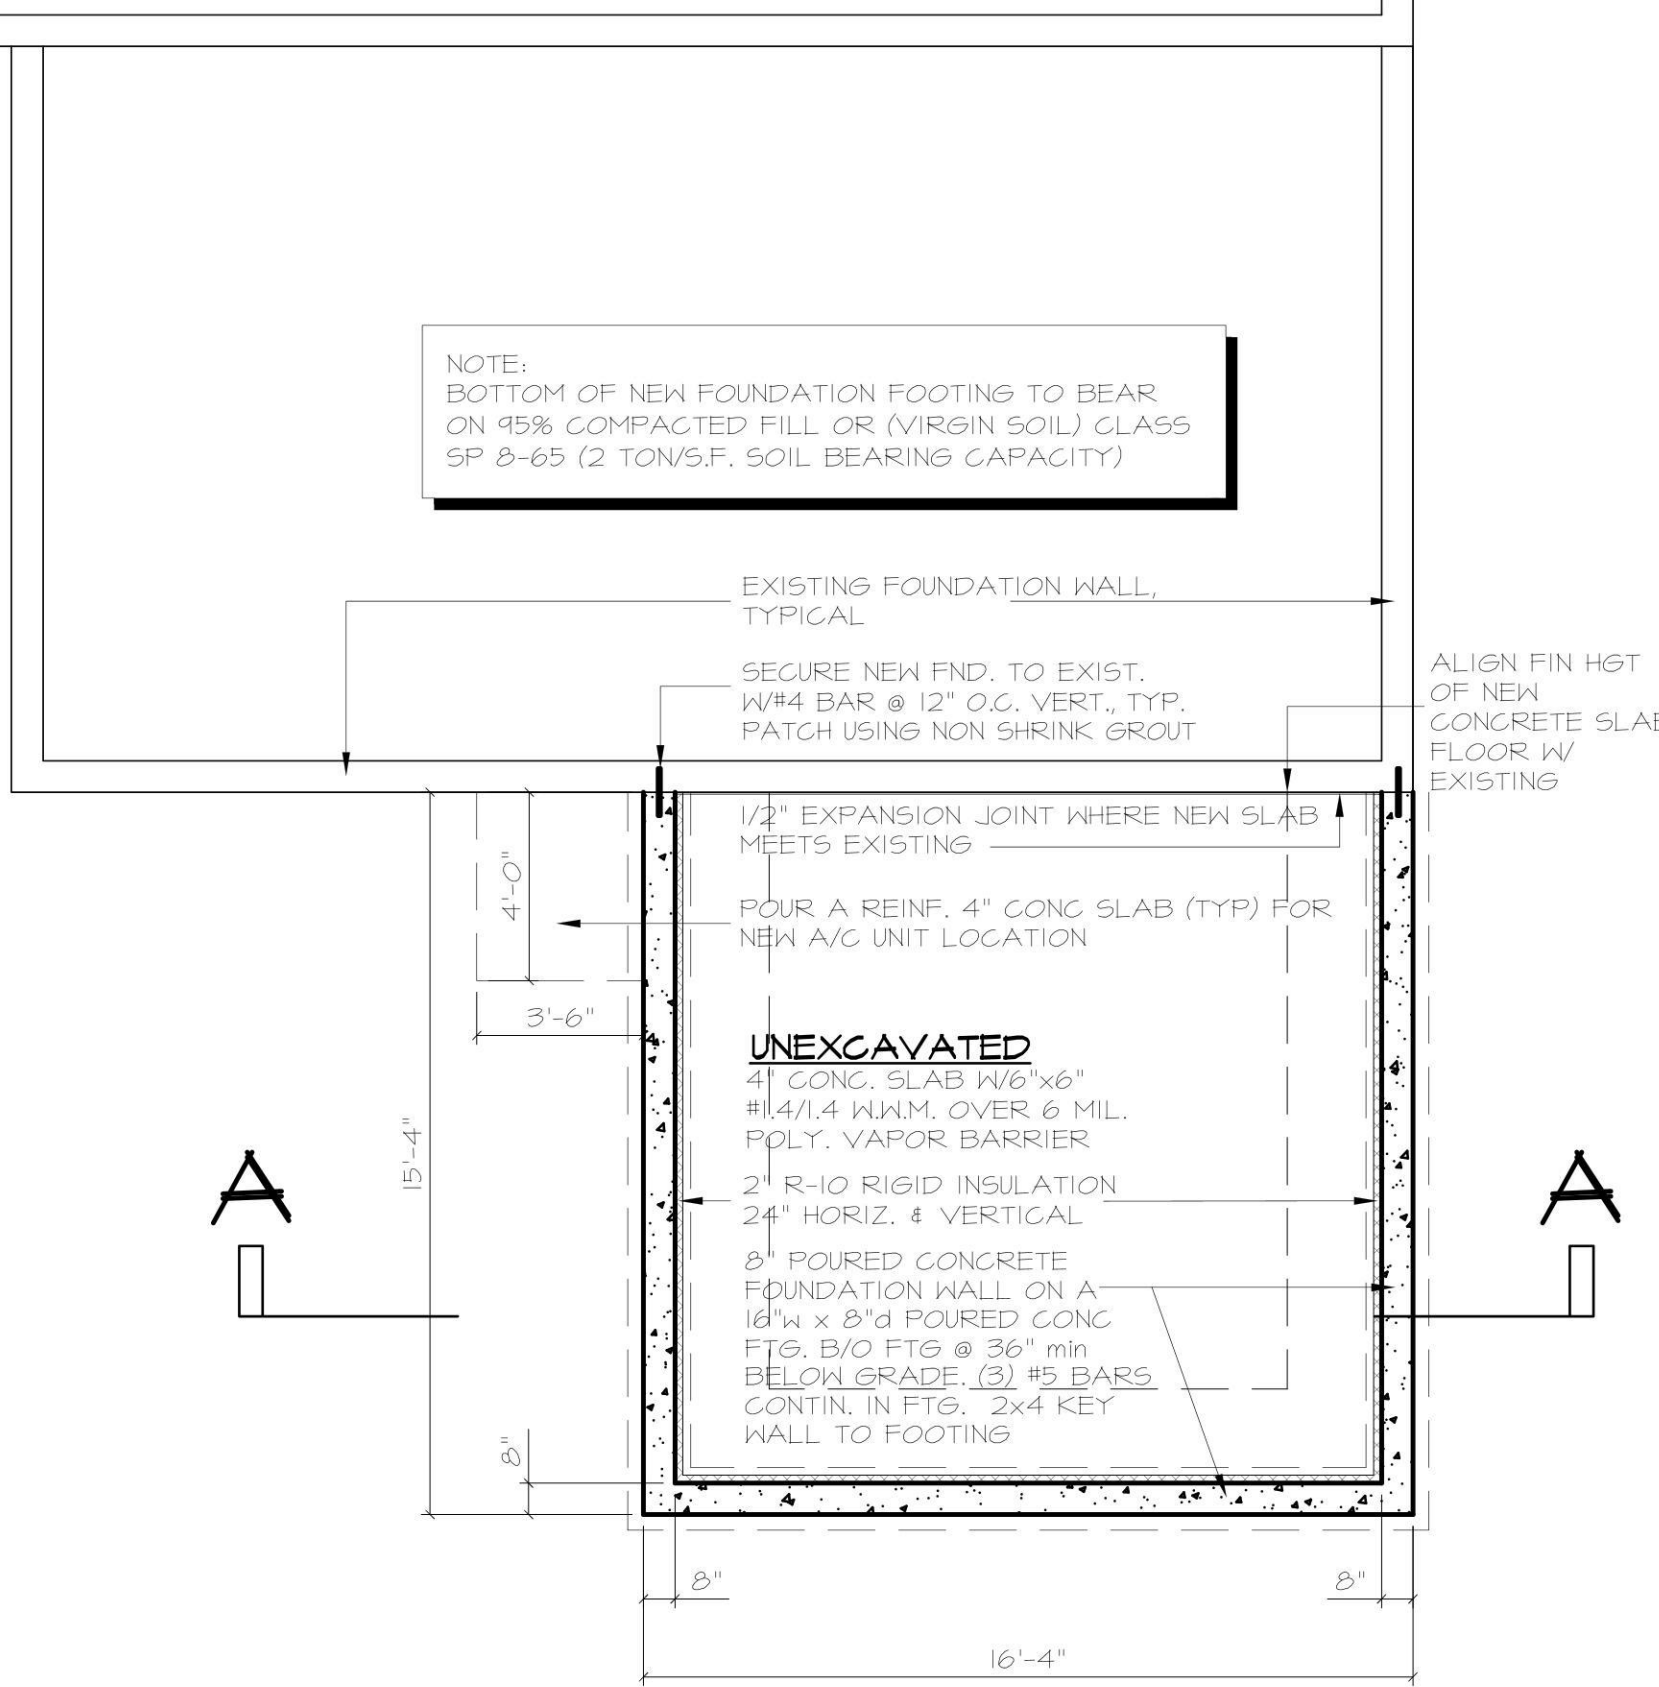 NOTE:
BOTTOM OF NEW FOUNDATION FOOTING TO BEAR
ON 95% COMPACTED FILL OR (VIRGIN SOIL) CLASS
SP 8-65 (2 TON/S.F. SOIL BEARING CAPACITY)
EXISTING FOUNDATION WALL,
TYPICAL
SECURE NEW FND. TO EXIST.
W/#4 BAR @ 12" O.C. VERT., TYP.
PATCH USING NON SHRINK GROUT
ALIGN FIN HGT
OF NEW
CONCRETE SLAB
FLOOR W/
EXISTING
1/2" EXPANSION JOINT WHERE NEW SLAB
MEETS EXISTING
4'-0"
POUR A REINF. 4" CONC SLAB (TYP) FOR
NEW A/C UNIT LOCATION
3'-6"
UNEXCAVATED
4" CONC. SLAB W/6"x6"
#1.4/1.4 W.W.M. OVER 6 MIL.
POLY. VAPOR BARRIER
15'-4"
A
A
2" R-10 RIGID INSULATION
24" HORIZ. & VERTICAL
8" POURED CONCRETE
FOUNDATION WALL ON A
16"w x 8"d POURED CONC
FTG. B/O FTG @ 36" min
BELOW GRADE. (3) #5 BARS
CONTIN. IN FTG. 2x4 KEY
WALL TO FOOTING
8"
8"
8"
16'-4"